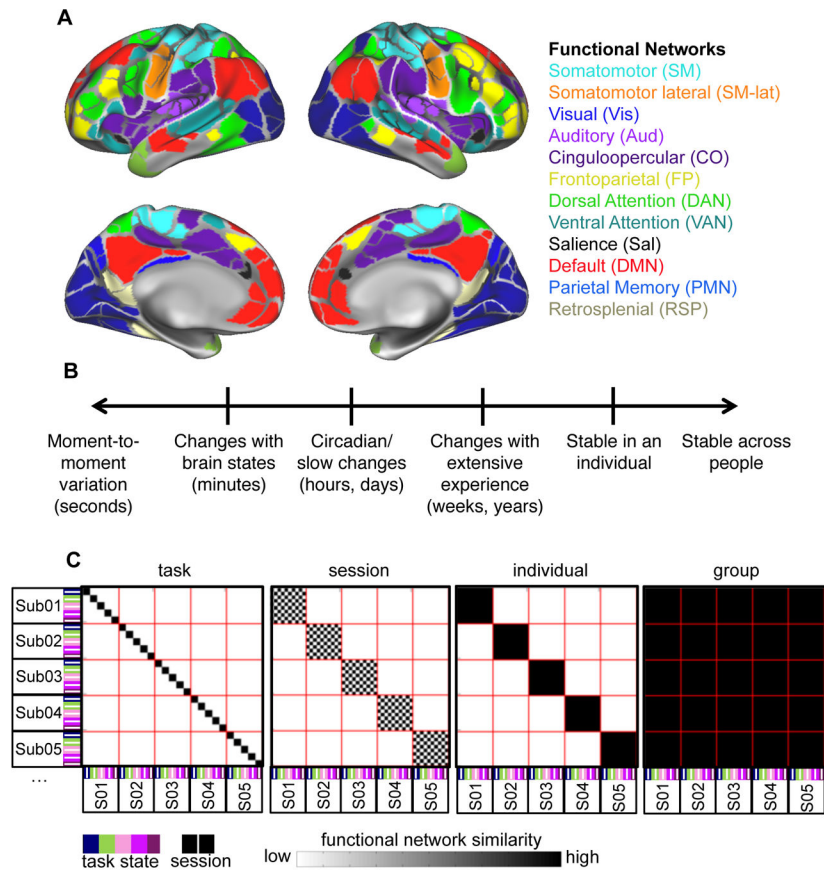 A
Functional Networks
Somatomotor (SM)
Somatomotor lateral (SM-lat)
Visual (Vis)
Auditory (Aud)
Cinguloopercular (CO)
Frontoparietal (FP)
Dorsal Attention (DAN)
Ventral Attention (VAN)
Salience (Sal)
Default (DMN)
Parietal Memory (PMN)
Retrosplenial (RSP)
B
Moment-to-
moment
variation
(seconds)
Changes with
brain states
(minutes)
Circadian/
slow changes
(hours, days)
Changes with
extensive
experience
(weeks, years)
Stable in an
individual
Stable across
people
C
task
session
individual
group
Sub01
Sub02
Sub03
Sub04
Sub05
...
S01 S02 S03 S04 S05
S01 S02 S03 S04 S05
S01 S02 S03 S04 S05
S01 S02 S03 S04 S05
task state
session
functional network similarity
low
high